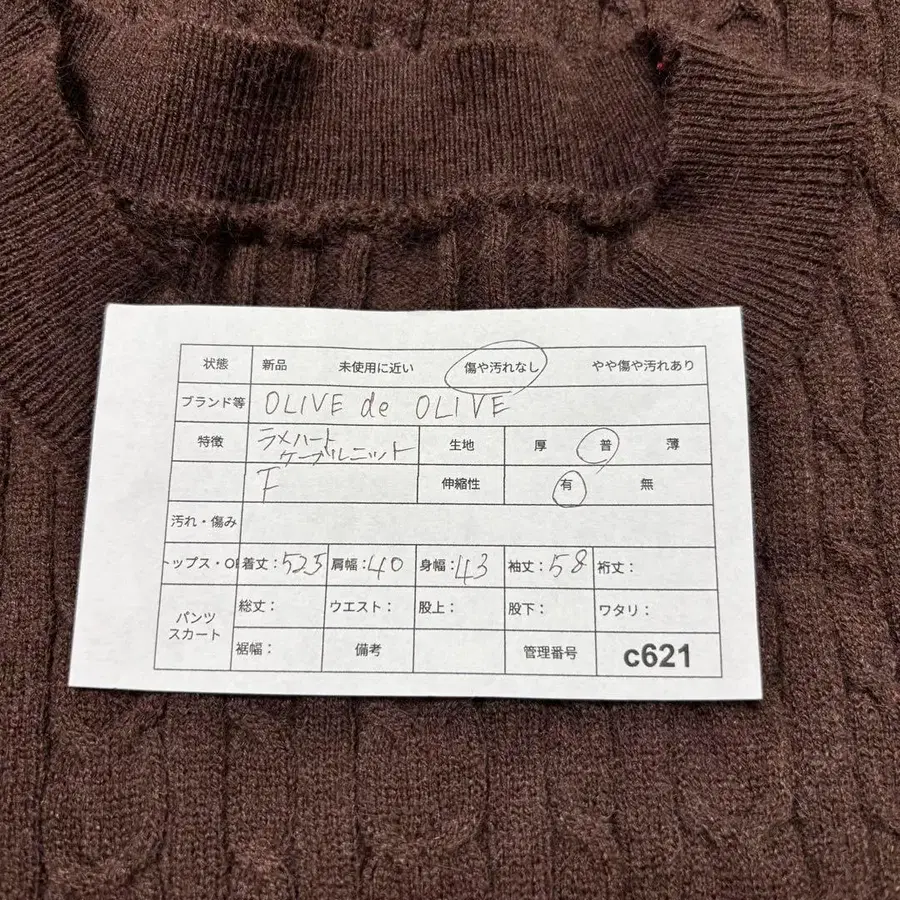 状態 新品 未使用に近い 傷や汚れなし やや傷や汚れあり
ブランド等 OLIVE de OLIVE
特徴 ラメハート ケーブルニット 生地 厚 普 薄
F 伸縮性 有 無
汚れ・傷み
トップス・O 着丈:525 肩幅:40 身幅:43 袖丈:58 裄丈:
パンツ スカート 総丈: ウエスト: 股上: 股下: ワタリ:
裾幅: 備考 管理番号 c621